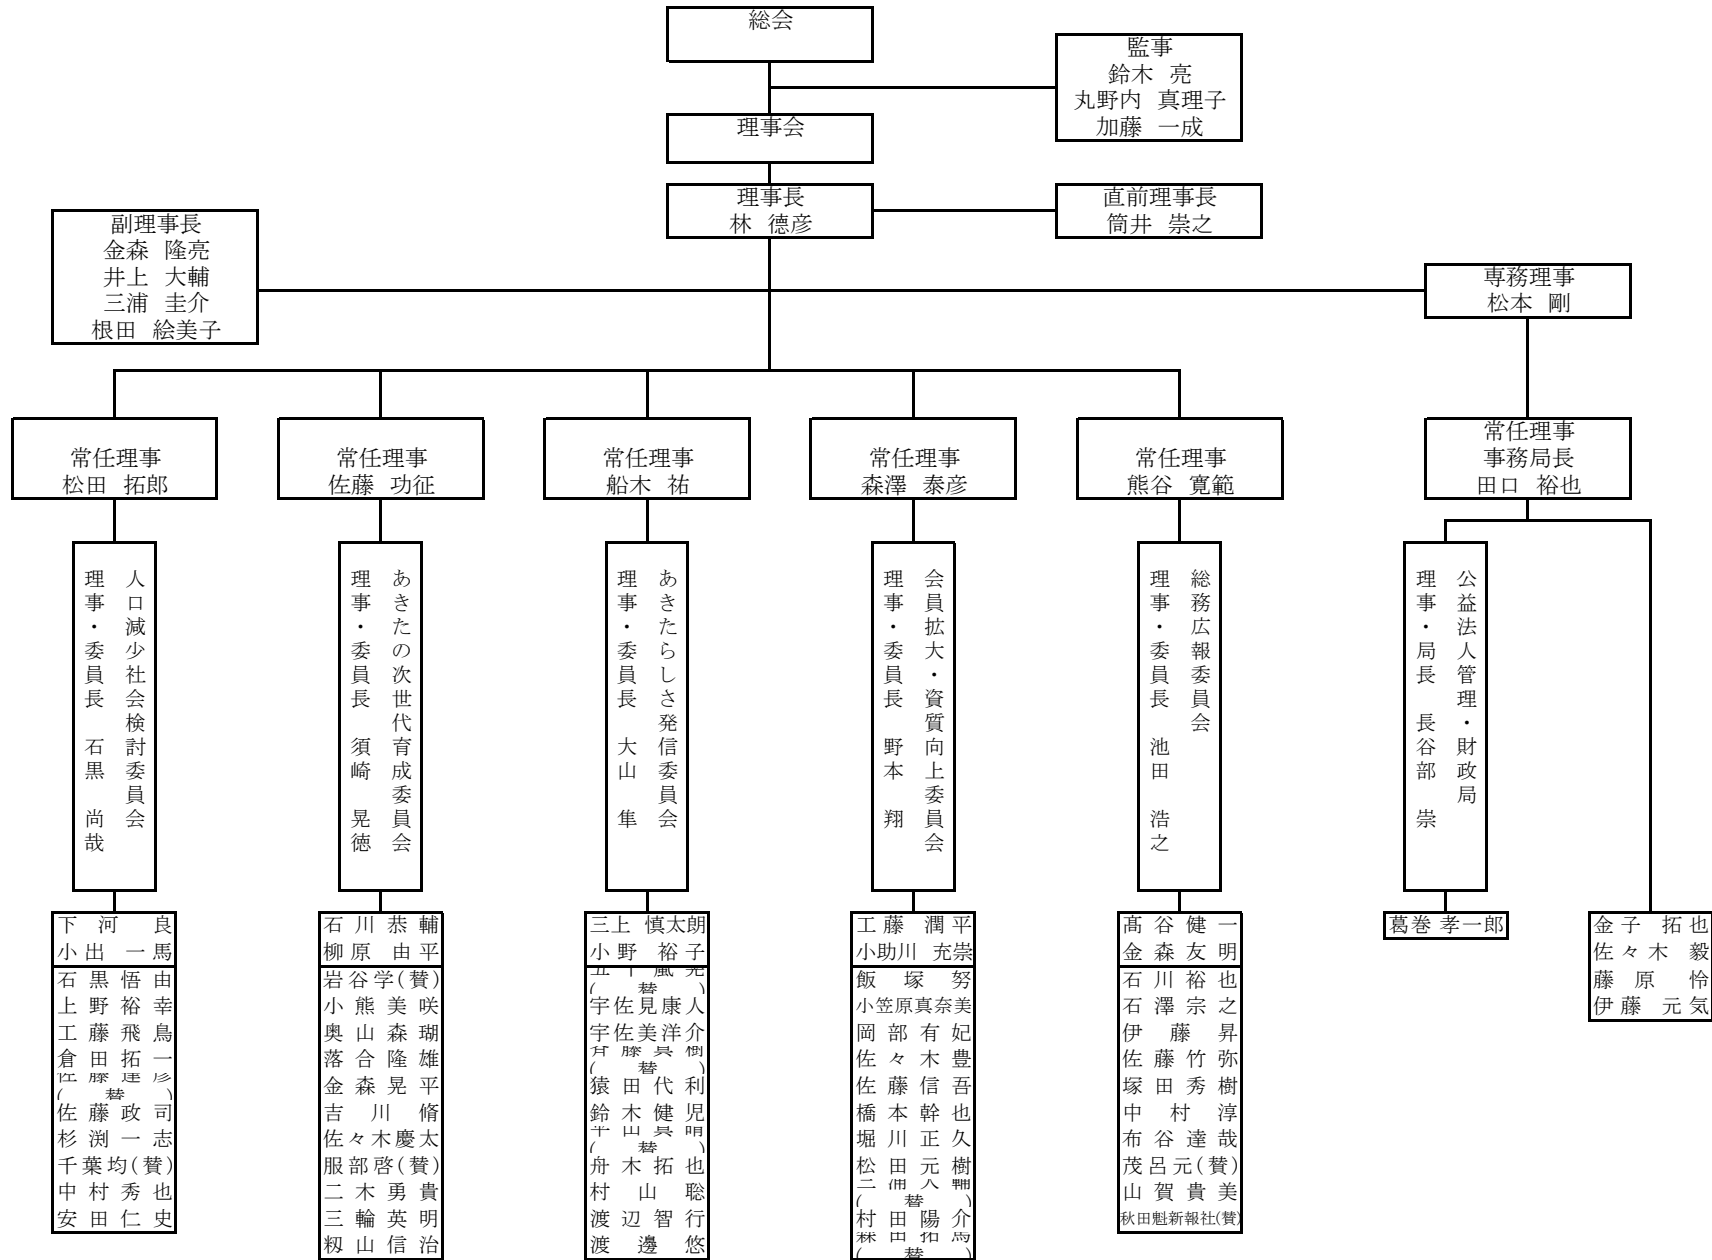 総会
監事
鈴木 亮
丸野内 真理子
加藤 一成
理事会
理事長
林 德彦
直前理事長
筒井 崇之
副理事長
金森 隆亮
井上 大輔
三浦 圭介
根田 絵美子
専務理事
松本 剛
常任理事
松田 拓郎
常任理事
佐藤 功征
常任理事
船木 祐
常任理事
森澤 泰彦
常任理事
熊谷 寛範
常任理事
事務局長
田口 裕也
人口減少社会検討委員会
理事・委員長 石黒 尚哉
あきたの次世代育成委員会
理事・委員長 須崎 晃徳
あきたらしさ発信委員会
理事・委員長 大山 隼
会員拡大・資質向上委員会
理事・委員長 野本 翔
総務広報委員会
理事・委員長 池田 浩之
公益法人管理・財政局
理事・局長 長谷部 崇
下河良
小出一馬
石黒悟由
上野裕幸
工藤飛鳥
倉田拓一
佐藤達彦
(賛)
佐藤政司
杉渕一志
千葉均(賛)
中村秀也
安田仁史
石川恭輔
柳原由平
岩谷学(賛)
小熊美咲
奥山森瑚
落合隆雄
金森晃平
吉川脩
佐々木慶太
服部啓(賛)
二木勇貴
三輪英明
籾山信治
三上 慎太朗
小野裕子
(賛)
宇佐見康人
宇佐美洋介
(賛)
猿田代利
鈴木健児
(賛)
舟木拓也
村山聡
渡辺智行
渡邊悠
工藤潤平
小助川 充崇
飯塚努
小笠原真奈美
岡部有妃
佐々木豊
佐藤信吾
橋本幹也
堀川正久
松田元樹
三浦大輔
(賛)
村田陽介
森田拓馬
(賛)
髙谷健一
金森友明
石川裕也
石澤宗之
伊藤昇
佐藤竹弥
塚田秀樹
中村淳
布谷達哉
茂呂元(賛)
山賀貴美
秋田魁新報社(賛)
葛巻 孝一郎
金子拓也
佐々木毅
藤原怜
伊藤元気